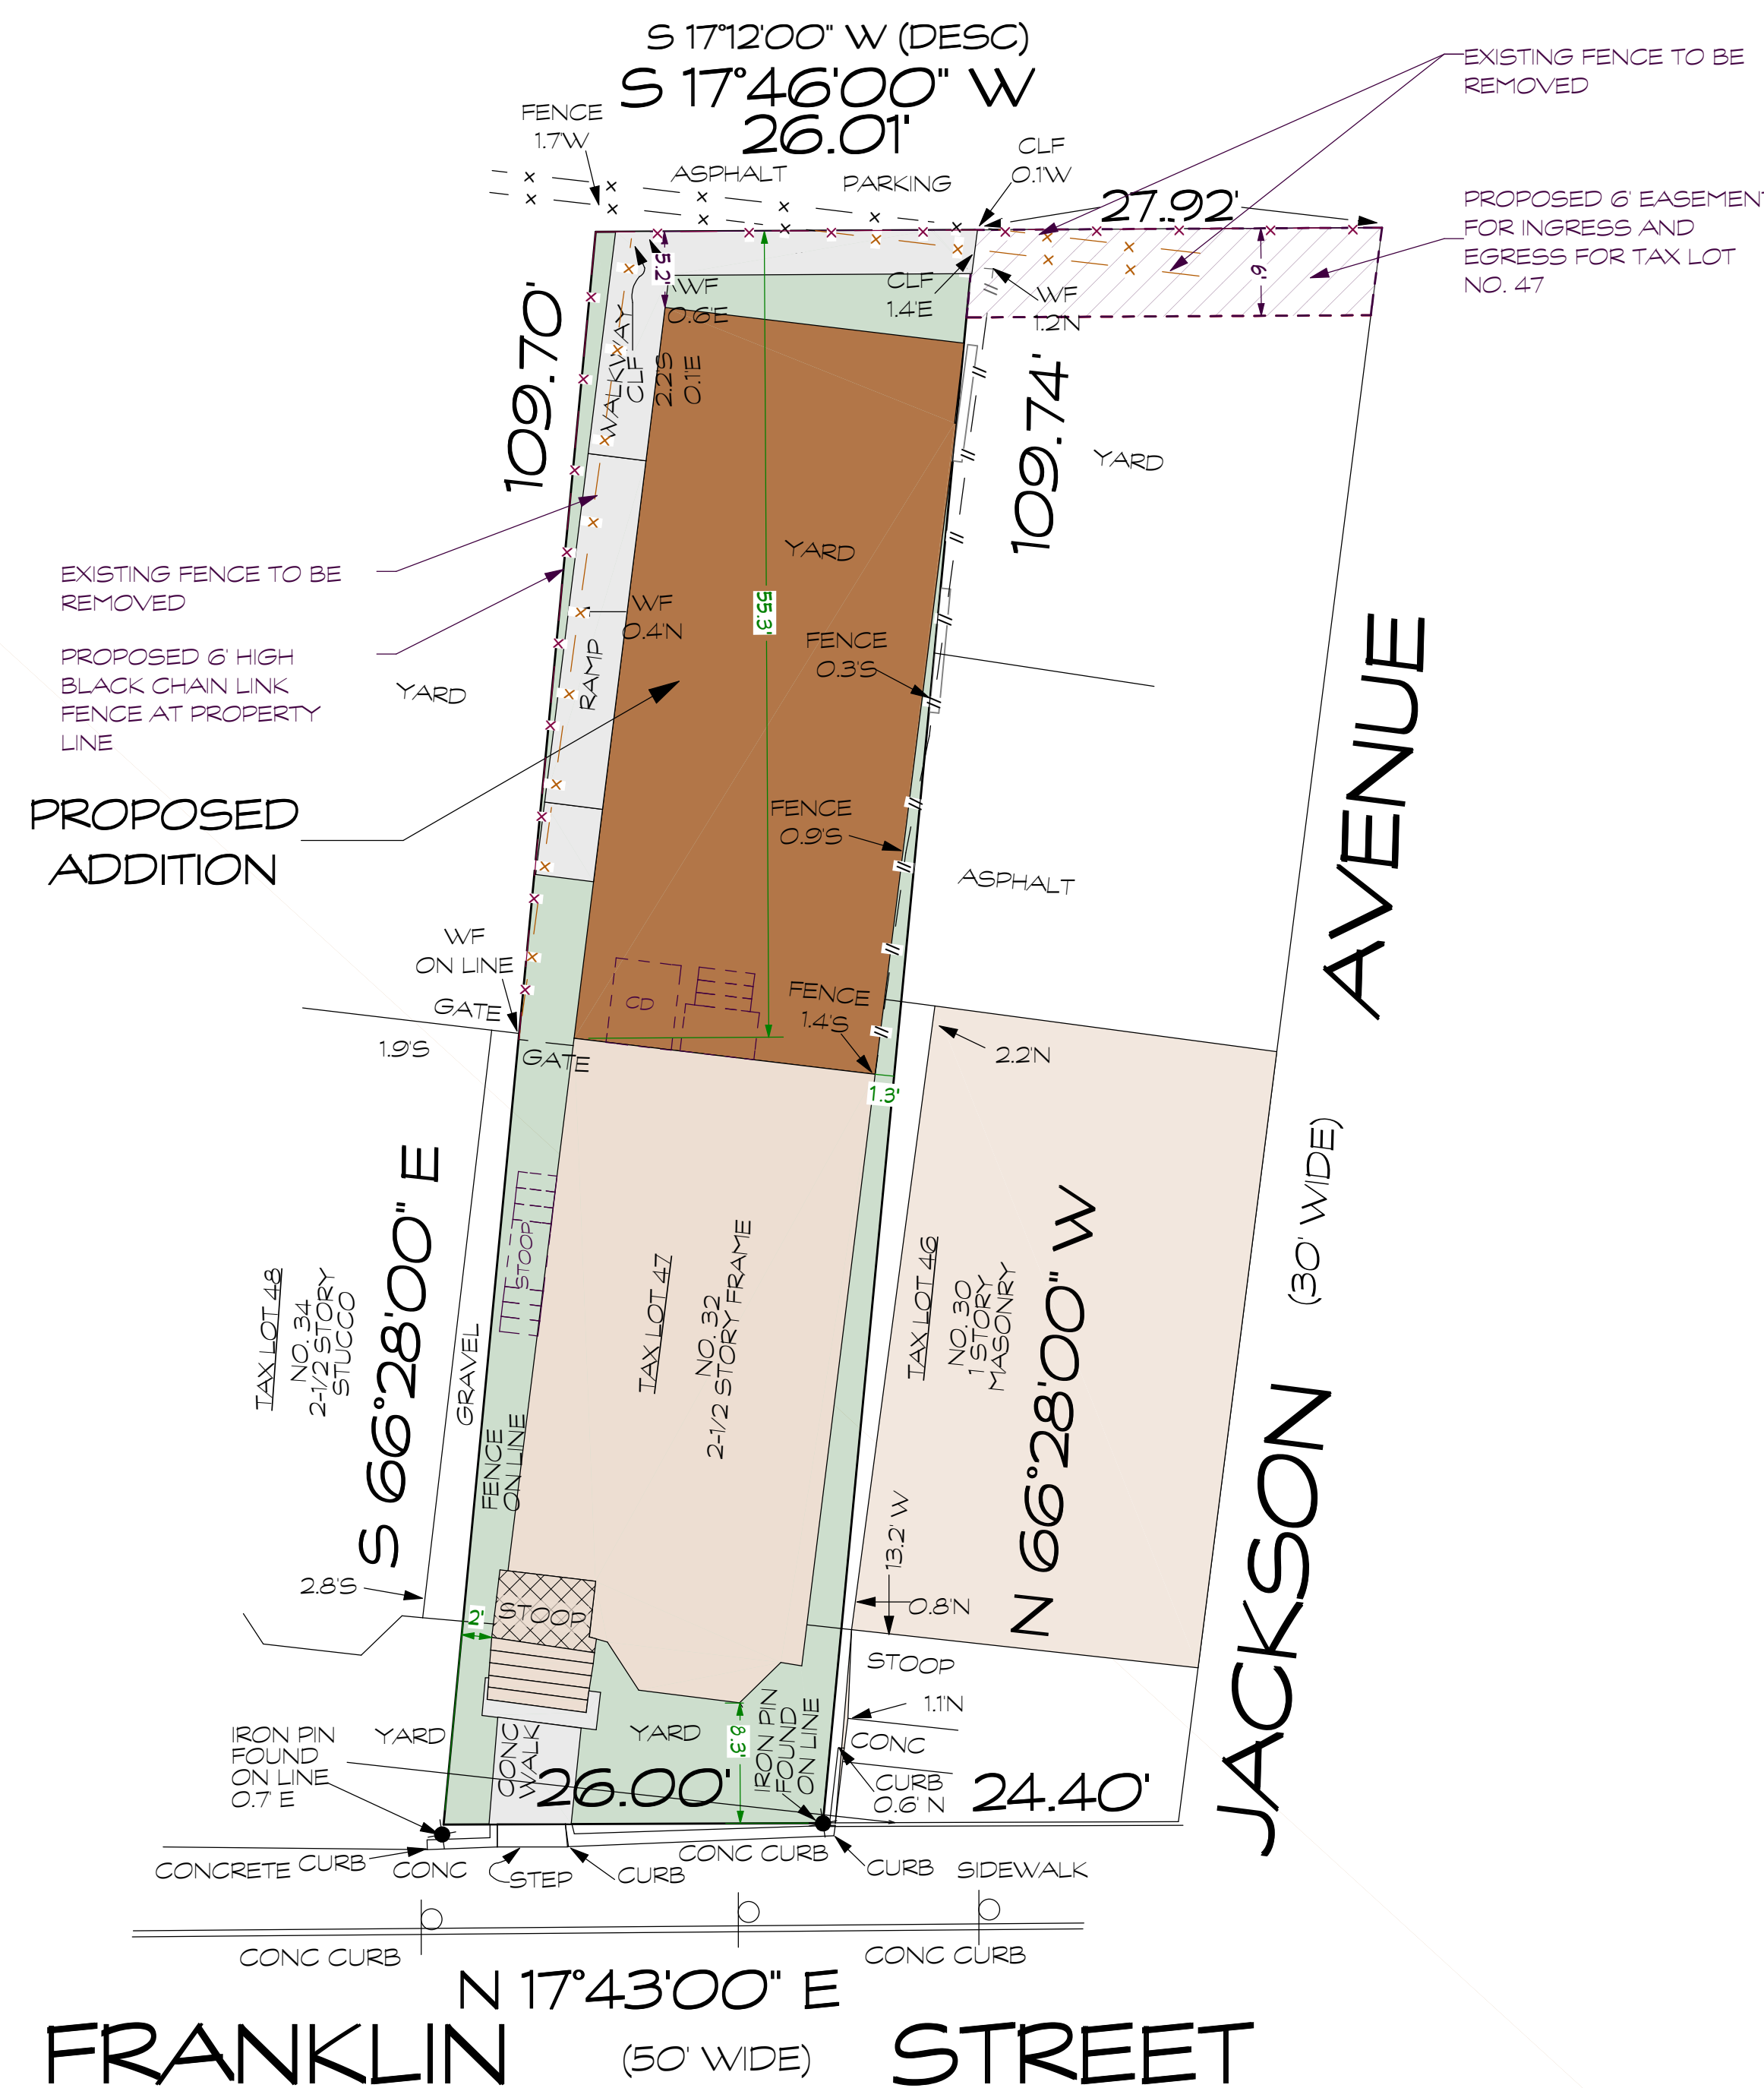 S 17°12'00" W (DESC)
S 17°46'00" W
26.01'
EXISTING FENCE TO BE
REMOVED
FENCE
1.7'W
ASPHALT
PARKING
CLF
0.1'W
27.92'
PROPOSED 6' EASEMENT
FOR INGRESS AND
EGRESS FOR TAX LOT
NO. 47
5.2'
WF
0.6'E
CLF
1.4'E
WF
1.2'N
6'
109.70'
WALKWAY
CLF
2.2'S
0.1'E
109.74'
YARD
YARD
EXISTING FENCE TO BE
REMOVED
55.3'
WF
0.4'N
FENCE
0.3'S
PROPOSED 6' HIGH
BLACK CHAIN LINK
FENCE AT PROPERTY
LINE
YARD
RAMP
PROPOSED
ADDITION
FENCE
0.9'S
ASPHALT
AVENUE
WF
ON LINE
GATE
1.9'S
GATE
CD
FENCE
1.4'S
2.2'N
1.3'
(30' WIDE)
S 66°28'00" E
N 66°28'00" W
STOOP
TAX LOT 48
NO. 34
2-1/2 STORY
STUCCO
GRAVEL
FENCE
ON LINE
TAX LOT 47
NO. 32
2-1/2 STORY FRAME
TAX LOT 46
NO. 30
1 STORY
MASONRY
13.2' W
JACKSON
2.8'S
2'
STOOP
0.8'N
STOOP
1.1'N
IRON PIN
FOUND
ON LINE
0.7' E
YARD
CONC
WALK
YARD
8.3'
IRON PIN
FOUND
ON LINE
CONC
CURB
0.6' N
26.00'
24.40'
CONCRETE
CURB
CONC
STEP
CURB
CONC CURB
CURB
SIDEWALK
CONC CURB
CONC CURB
N 17°43'00" E
FRANKLIN
(50' WIDE)
STREET